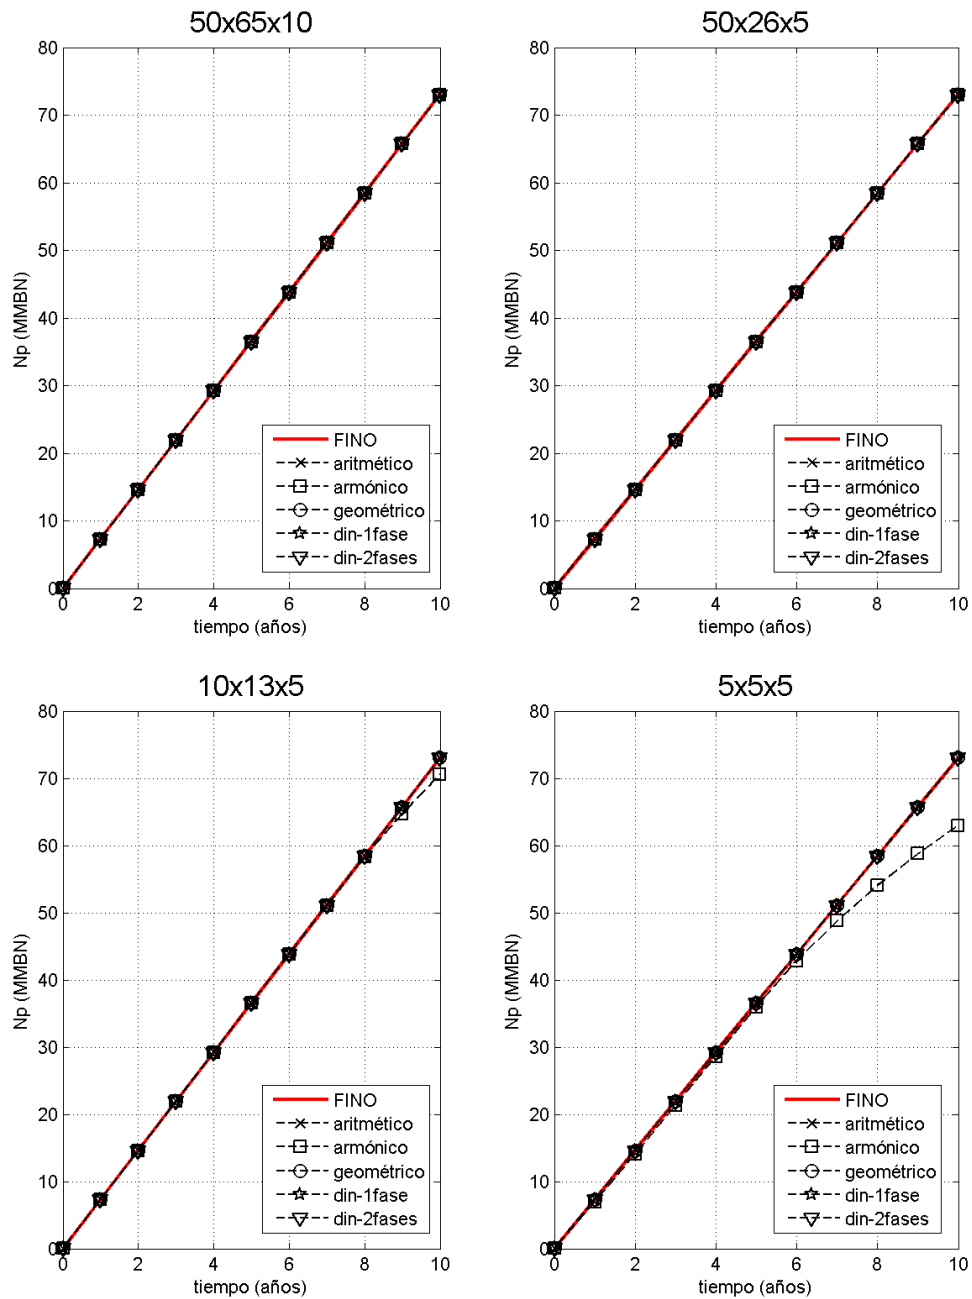 50x65x10
80
70
60
50
40
30
20
10
0
Np (MMBN)
FINO
aritmético
armónico
geométrico
din-1fase
din-2fases
0 2 4 6 8 10
tiempo (años)
50x26x5
80
70
60
50
40
30
20
10
0
Np (MMBN)
FINO
aritmético
armónico
geométrico
din-1fase
din-2fases
0 2 4 6 8 10
tiempo (años)
10x13x5
80
70
60
50
40
30
20
10
0
Np (MMBN)
FINO
aritmético
armónico
geométrico
din-1fase
din-2fases
0 2 4 6 8 10
tiempo (años)
5x5x5
80
70
60
50
40
30
20
10
0
Np (MMBN)
FINO
aritmético
armónico
geométrico
din-1fase
din-2fases
0 2 4 6 8 10
tiempo (años)